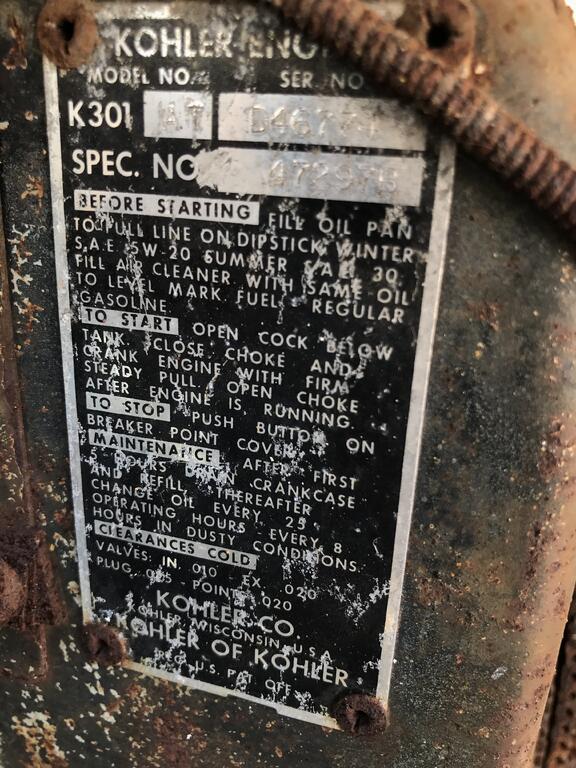 KOHLER ENG
MODEL NO. SER. NO.
K301 AT
SPEC. NO.
BEFORE STARTING FILL OIL PAN
TO FULL LINE ON DIPSTICK, WINTER
S.A.E. 5W-20 SUMMER S.A.E. 30
FILL AIR CLEANER WITH SAME OIL
TO LEVEL MARK. FUEL: REGULAR
GASOLINE.
TO START OPEN COCK BELOW
TANK, CLOSE CHOKE AND
CRANK ENGINE WITH FIRM,
STEADY PULL. OPEN CHOKE
AFTER ENGINE IS RUNNING.
TO STOP PUSH BUTTON ON
BREAKER POINT COVER.
MAINTENANCE AFTER FIRST
5 HOURS DRAIN CRANKCASE
AND REFILL, THEREAFTER
CHANGE OIL EVERY 25
OPERATING HOURS EVERY 8
HOURS IN DUSTY CONDITIONS.
CLEARANCES COLD
VALVES: IN .010 EX. .020
PLUG .025 POINT .020
KOHLER CO.
KOHLER, WISCONSIN, U.S.A.
KOHLER OF KOHLER
REG. U.S. PAT. OFF.